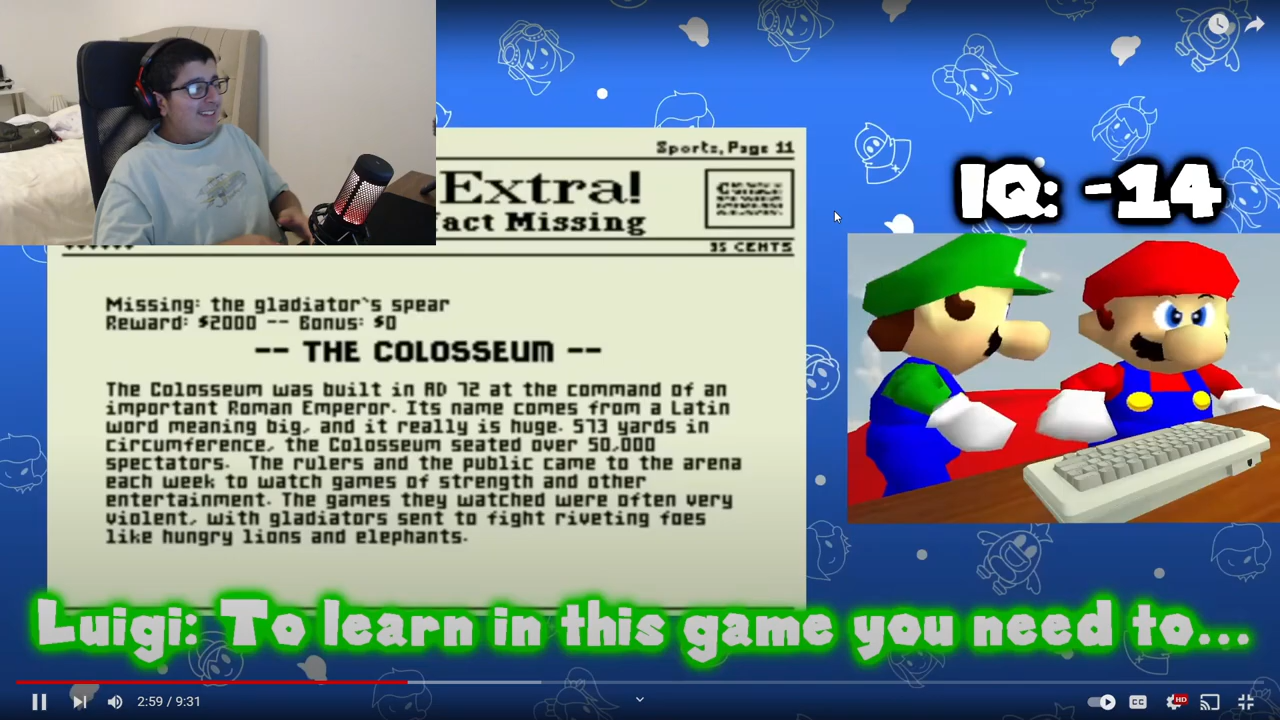 Sports, Page 11
Extra!
fact Missing
35 CENTS
IQ: -14
Missing: the gladiator`s spear
Reward: $2000 -- Bonus: $0
-- THE COLOSSEUM --
The Colosseum was built in AD 72 at the command of an
important Roman Emperor. Its name comes from a Latin
word meaning big, and it really is huge. 573 yards in
circumference, the Colosseum seated over 50,000
spectators. The rulers and the public came to the arena
each week to watch games of strength and other
entertainment. The games they watched were often very
violent, with gladiators sent to fight riveting foes
like hungry lions and elephants.
Luigi: To learn in this game you need to...
2:59 / 9:31
CC
HD